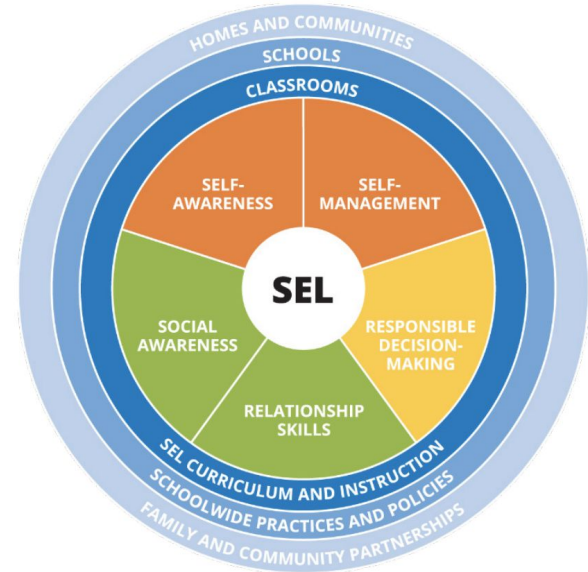 HOMES AND COMMUNITIES
SCHOOLS
CLASSROOMS
SELF-
AWARENESS
SELF-
MANAGEMENT
SEL
SOCIAL
AWARENESS
RESPONSIBLE
DECISION-
MAKING
RELATIONSHIP
SKILLS
SEL CURRICULUM AND INSTRUCTION
SCHOOLWIDE PRACTICES AND POLICIES
FAMILY AND COMMUNITY PARTNERSHIPS